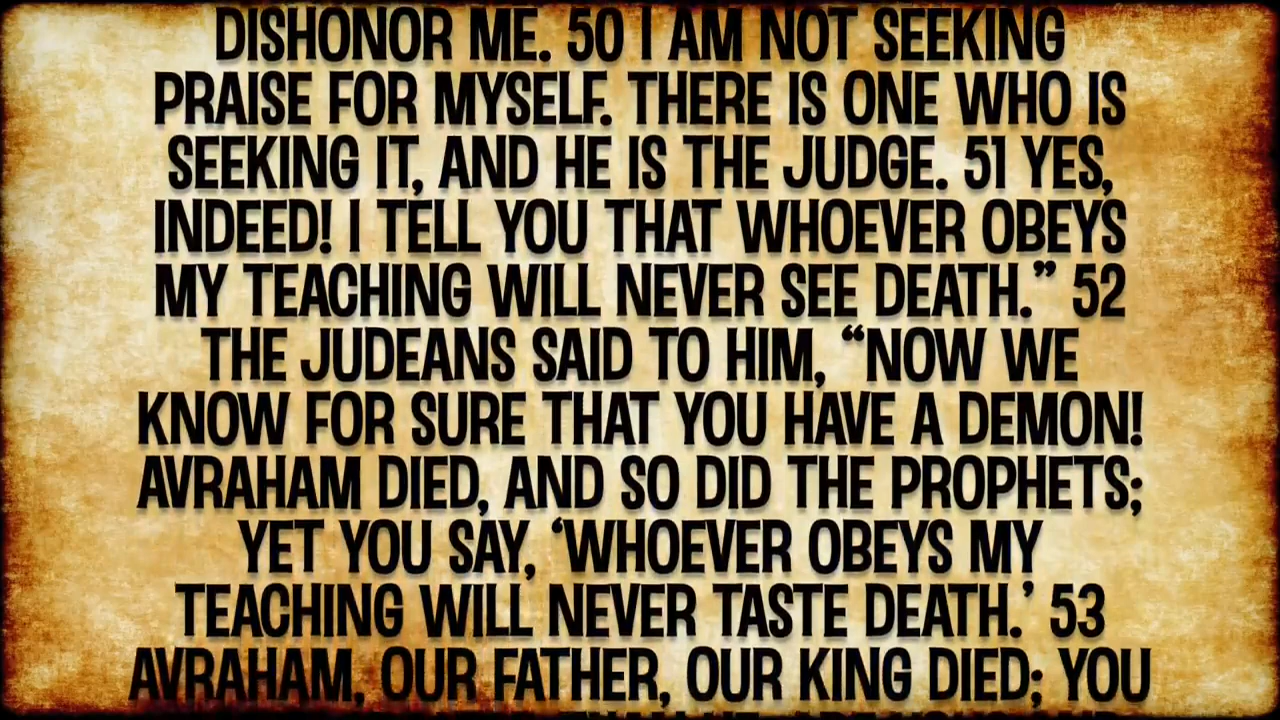 DISHONOR ME. 50 I AM NOT SEEKING
PRAISE FOR MYSELF. THERE IS ONE WHO IS
SEEKING IT, AND HE IS THE JUDGE. 51 YES,
INDEED! I TELL YOU THAT WHOEVER OBEYS
MY TEACHING WILL NEVER SEE DEATH.” 52
THE JUDEANS SAID TO HIM, “NOW WE
KNOW FOR SURE THAT YOU HAVE A DEMON!
AVRAHAM DIED, AND SO DID THE PROPHETS;
YET YOU SAY, ‘WHOEVER OBEYS MY
TEACHING WILL NEVER TASTE DEATH.’ 53
AVRAHAM, OUR FATHER, OUR KING DIED; YOU